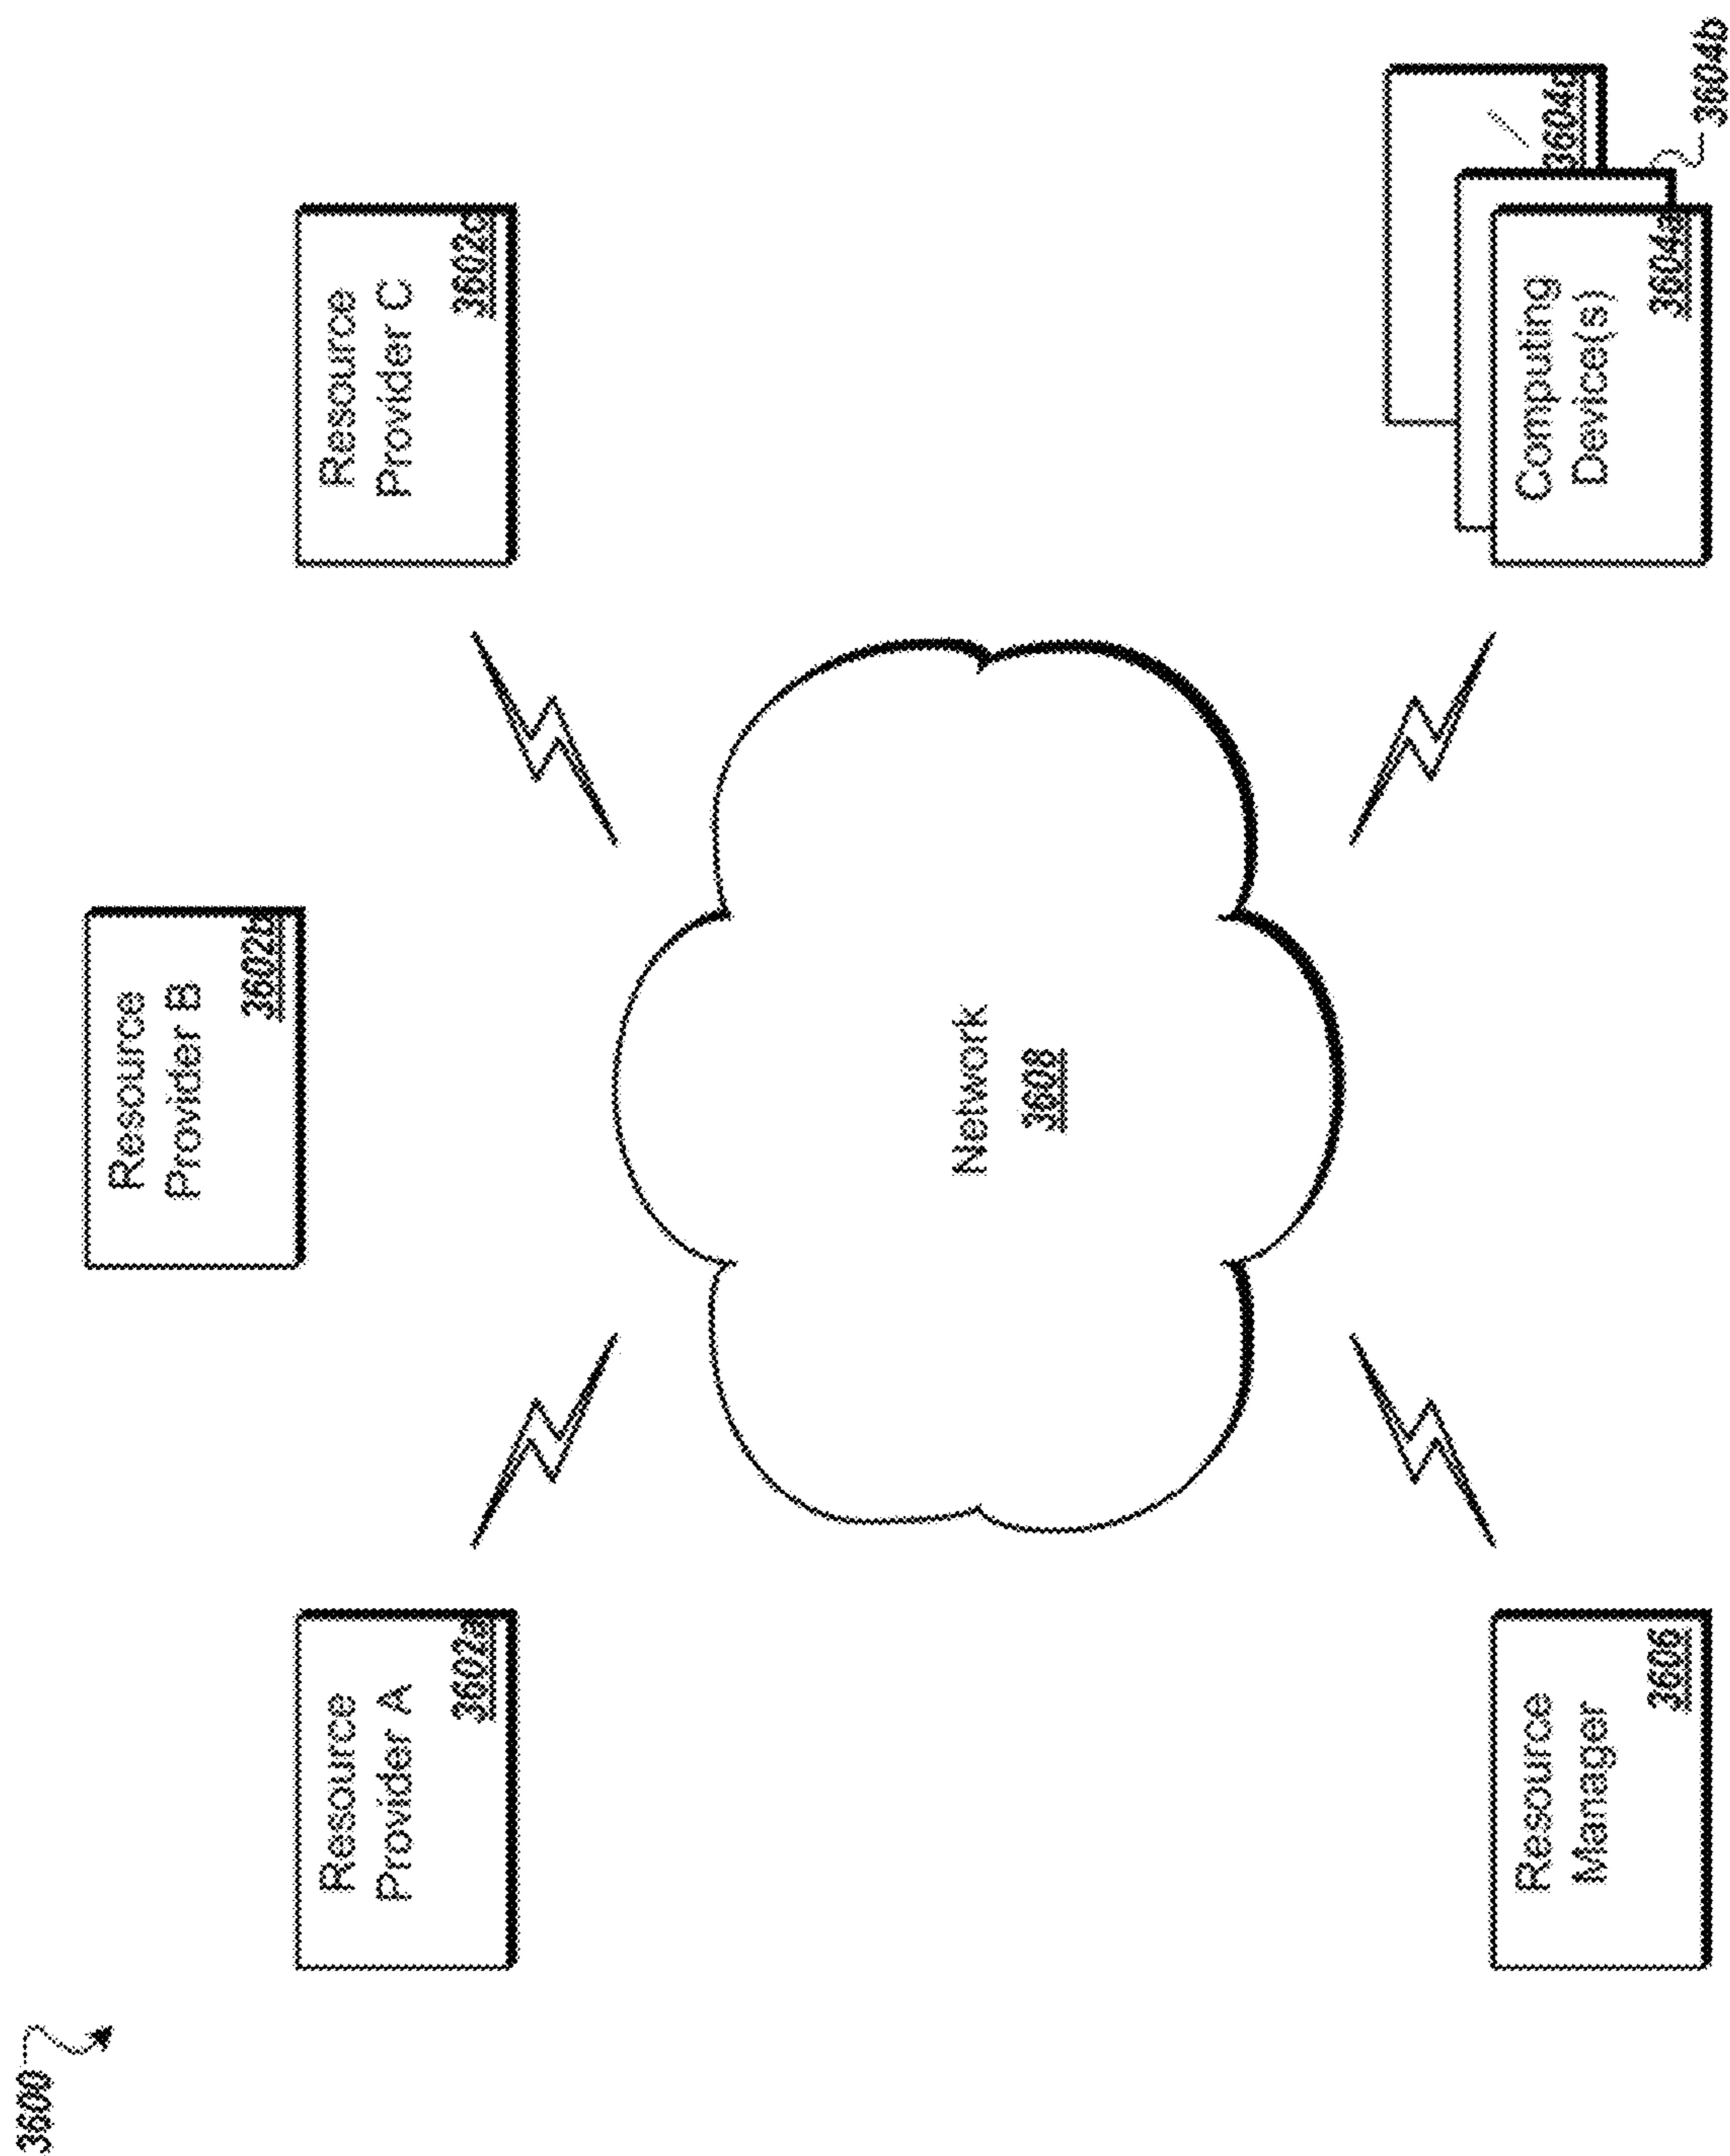 3600
Resource
Provider A
3602a
Resource
Provider B
3602b
Resource
Provider C
3602c
Network
3608
Resource
Manager
3606
Computing
Device(s)
3604a
3604b
3604c